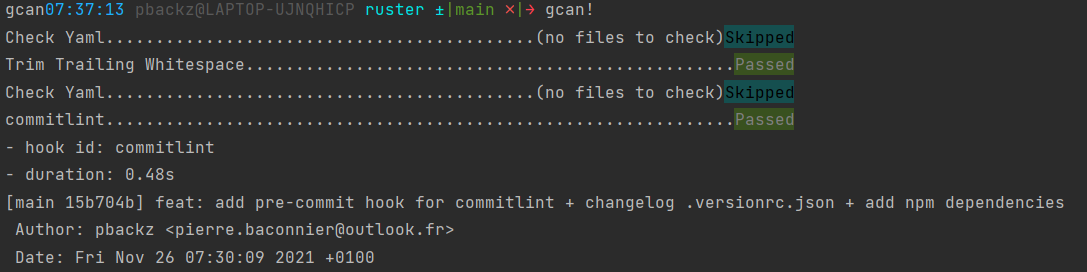 gcan07:37:13 pbackz@LAPTOP-UJNQHICP ruster ±|main ✕|→ gcan!
Check Yaml...........................................(no files to check)Skipped
Trim Trailing Whitespace.................................................Passed
Check Yaml...........................................(no files to check)Skipped
commitlint...............................................................Passed
- hook id: commitlint
- duration: 0.48s
[main 15b704b] feat: add pre-commit hook for commitlint + changelog .versionrc.json + add npm dependencies
 Author: pbackz <pierre.baconnier@outlook.fr>
 Date: Fri Nov 26 07:30:09 2021 +0100